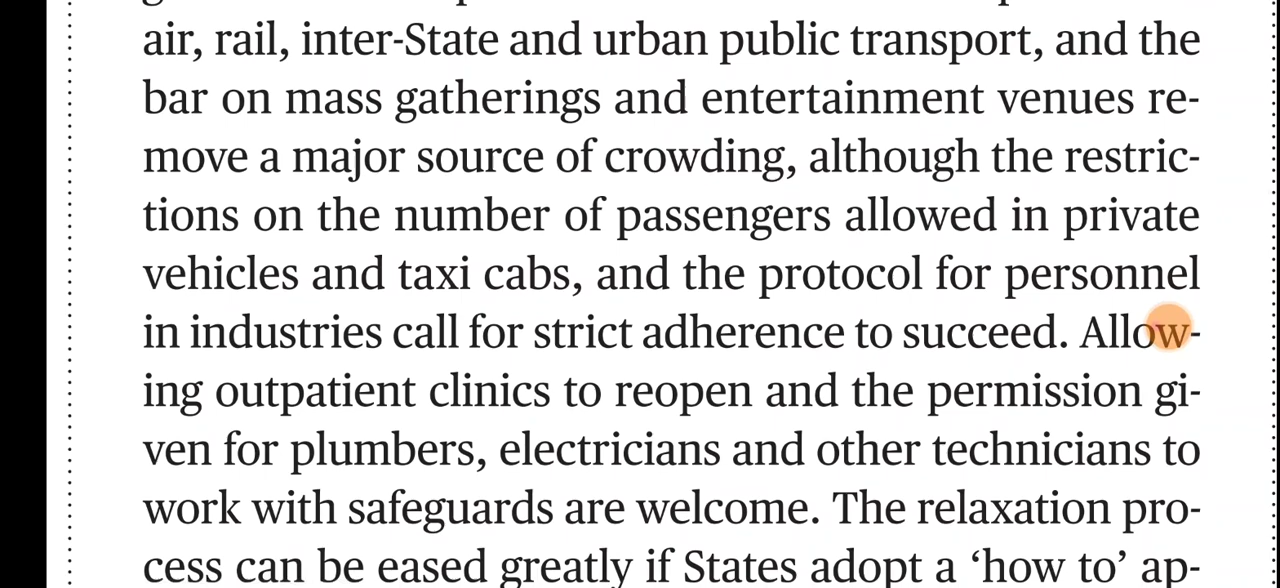 air, rail, inter-State and urban public transport, and the
bar on mass gatherings and entertainment venues re-
move a major source of crowding, although the restric-
tions on the number of passengers allowed in private
vehicles and taxi cabs, and the protocol for personnel
in industries call for strict adherence to succeed. Allow-
ing outpatient clinics to reopen and the permission gi-
ven for plumbers, electricians and other technicians to
work with safeguards are welcome. The relaxation pro-
cess can be eased greatly if States adopt a ‘how to’ ap-